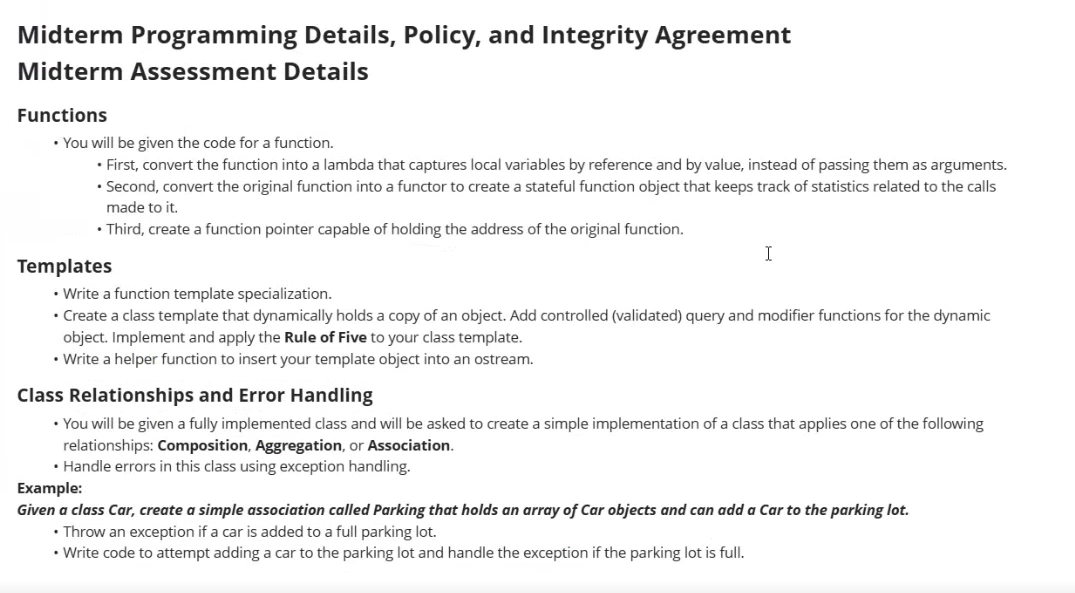 Midterm Programming Details, Policy, and Integrity Agreement
Midterm Assessment Details
Functions
• You will be given the code for a function.
• First, convert the function into a lambda that captures local variables by reference and by value, instead of passing them as arguments.
• Second, convert the original function into a functor to create a stateful function object that keeps track of statistics related to the calls
made to it.
• Third, create a function pointer capable of holding the address of the original function.
Templates
• Write a function template specialization.
• Create a class template that dynamically holds a copy of an object. Add controlled (validated) query and modifier functions for the dynamic
object. Implement and apply the Rule of Five to your class template.
• Write a helper function to insert your template object into an ostream.
Class Relationships and Error Handling
• You will be given a fully implemented class and will be asked to create a simple implementation of a class that applies one of the following
relationships: Composition, Aggregation, or Association.
• Handle errors in this class using exception handling.
Example:
Given a class Car, create a simple association called Parking that holds an array of Car objects and can add a Car to the parking lot.
• Throw an exception if a car is added to a full parking lot.
• Write code to attempt adding a car to the parking lot and handle the exception if the parking lot is full.